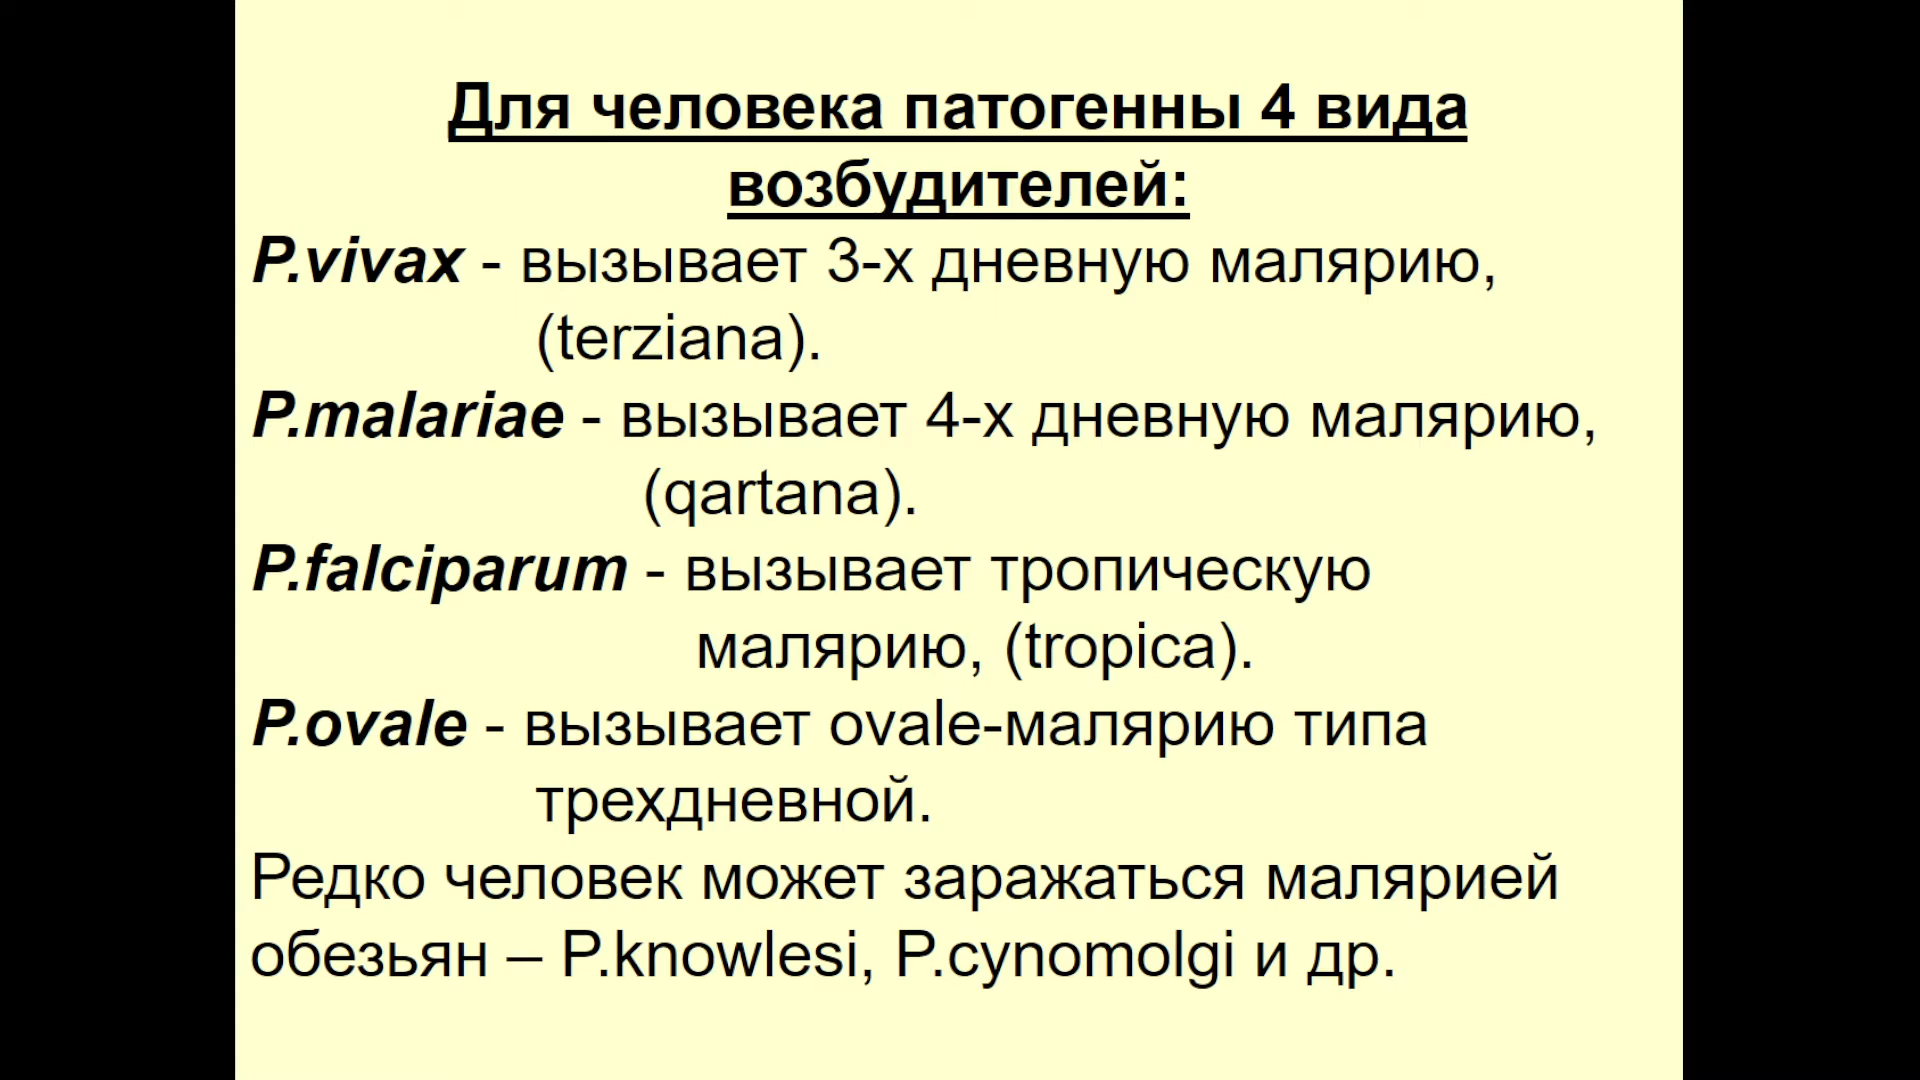 Для человека патогенны 4 вида
возбудителей:
P.vivax - вызывает 3-х дневную малярию,
(terziana).
P.malariae - вызывает 4-х дневную малярию,
(qartana).
P.falciparum - вызывает тропическую
малярию, (tropica).
P.ovale - вызывает ovale-малярию типа
трехдневной.
Редко человек может заражаться малярией
обезьян – P.knowlesi, P.cynomolgi и др.